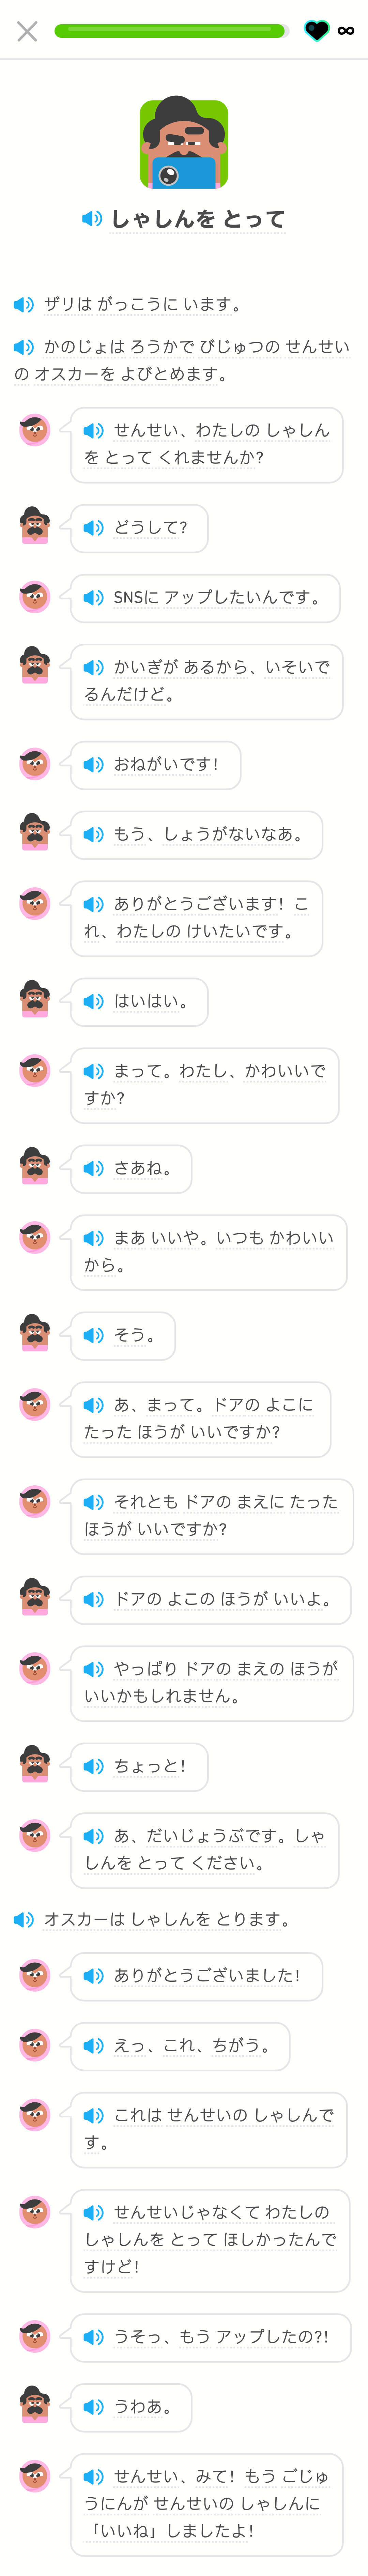 ∞
しゃしんを とって
ザリは がっこうに います。
かのじょは ろうかで びじゅつの せんせい
の オスカーを よびとめます。
せんせい、わたしの しゃしん
を とって くれませんか?
どうして?
SNSに アップしたいんです。
かいぎが あるから、いそいで
るんだけど。
おねがいです!
もう、しょうがないなあ。
ありがとうございます! こ
れ、わたしの けいたいです。
はいはい。
まって。わたし、かわいいで
すか?
さあね。
まあ いいや。いつも かわいい
から。
そう。
あ、まって。ドアの よこに
たった ほうが いいですか?
それとも ドアの まえに たった
ほうが いいですか?
ドアの よこの ほうが いいよ。
やっぱり ドアの まえの ほうが
いいかもしれません。
ちょっと!
あ、だいじょうぶです。しゃ
しんを とって ください。
オスカーは しゃしんを とります。
ありがとうございました!
えっ、これ、ちがう。
これは せんせいの しゃしんで
す。
せんせいじゃなくて わたしの
しゃしんを とって ほしかったんで
すけど!
うそっ、もう アップしたの?!
うわあ。
せんせい、みて! もう ごじゅ
うにんが せんせいの しゃしんに
「いいね」しましたよ!